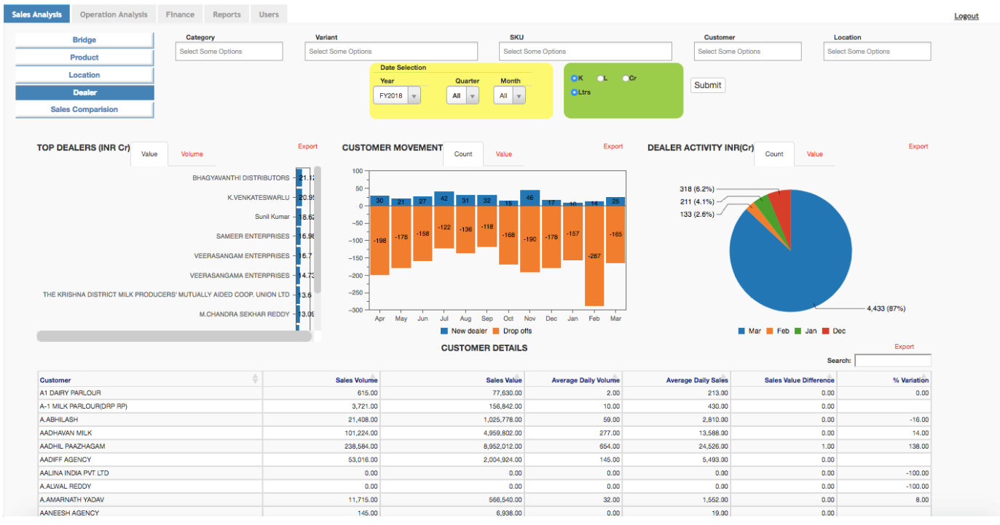 Sales Analysis Operation Analysis Finance Reports Users
Logout
Bridge
Product
Location
Dealer
Sales Comparision
Category Variant SKU Customer Location
Select Some Options Select Some Options Select Some Options Select Some Options Select Some Options
Date Selection
Year Quarter Month
FY2018 All All
K L Cr
Ltrs
Submit
TOP DEALERS (INR Cr) Value Volume Export
BHAGYAVANTHI DISTRIBUTORS 21.12
K.VENKATESWARLU 20.95
Sunil Kumar 18.62
SAMEER ENTERPRISES 16.98
VEERASANGAM ENTERPRISES 16.7
VEERASANGAMA ENTERPRISES 14.73
THE KRISHNA DISTRICT MILK PRODUCERS' MUTUALLY AIDED COOP. UNION LTD 13.6
M.CHANDRA SEKHAR REDDY 13.09
CUSTOMER MOVEMENT Count Value Export
100
50
0
-50
-100
-150
-200
-250
-300
30 21 27 42 31 32 15 46 17 10 14 25
-198 -178 -158 -122 -136 -118 -168 -190 -178 -157 -287 -165
Apr May Jun Jul Aug Sep Oct Nov Dec Jan Feb Mar
New dealer Drop offs
DEALER ACTIVITY INR(Cr) Count Value Export
318 (6.2%)
211 (4.1%)
133 (2.6%)
4,433 (87%)
Mar Feb Jan Dec
CUSTOMER DETAILS
Export
Search:
Customer Sales Volume Sales Value Average Daily Volume Average Daily Sales Sales Value Difference % Variation
A1 DAIRY PARLOUR 615.00 77,630.00 2.00 213.00 0.00 0.00
A-1 MILK PARLOUR(DRP RP) 3,721.00 156,842.00 10.00 430.00 0.00
A.ABHILASH 21,408.00 1,025,778.00 59.00 2,810.00 0.00 -16.00
AADHAVAN MILK 101,224.00 4,959,802.00 277.00 13,588.00 0.00 14.00
AADHIL PAAZHAGAM 238,584.00 8,952,012.00 654.00 24,526.00 1.00 138.00
AADIFF AGENCY 53,016.00 2,004,924.00 145.00 5,493.00 0.00
AALINA INDIA PVT LTD 0.00 0.00 0.00 0.00 0.00 -100.00
A.ALWAL REDDY 0.00 0.00 0.00 0.00 0.00 -100.00
A.AMARNATH YADAV 11,715.00 566,540.00 32.00 1,552.00 0.00 8.00
AANEESH AGENCY 145.00 6,938.00 0.00 19.00 0.00